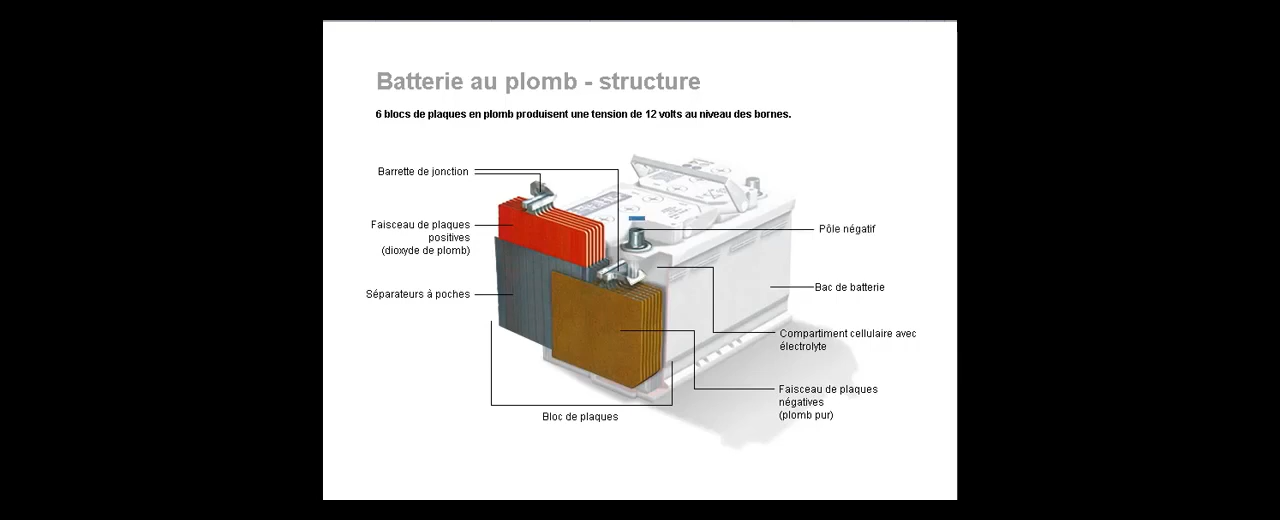 Batterie au plomb - structure
6 blocs de plaques en plomb produisent une tension de 12 volts au niveau des bornes.
Barrette de jonction
Faisceau de plaques
positives
(dioxyde de plomb)
Séparateurs à poches
Pôle négatif
Bac de batterie
Compartiment cellulaire avec
électrolyte
Faisceau de plaques
négatives
(plomb pur)
Bloc de plaques